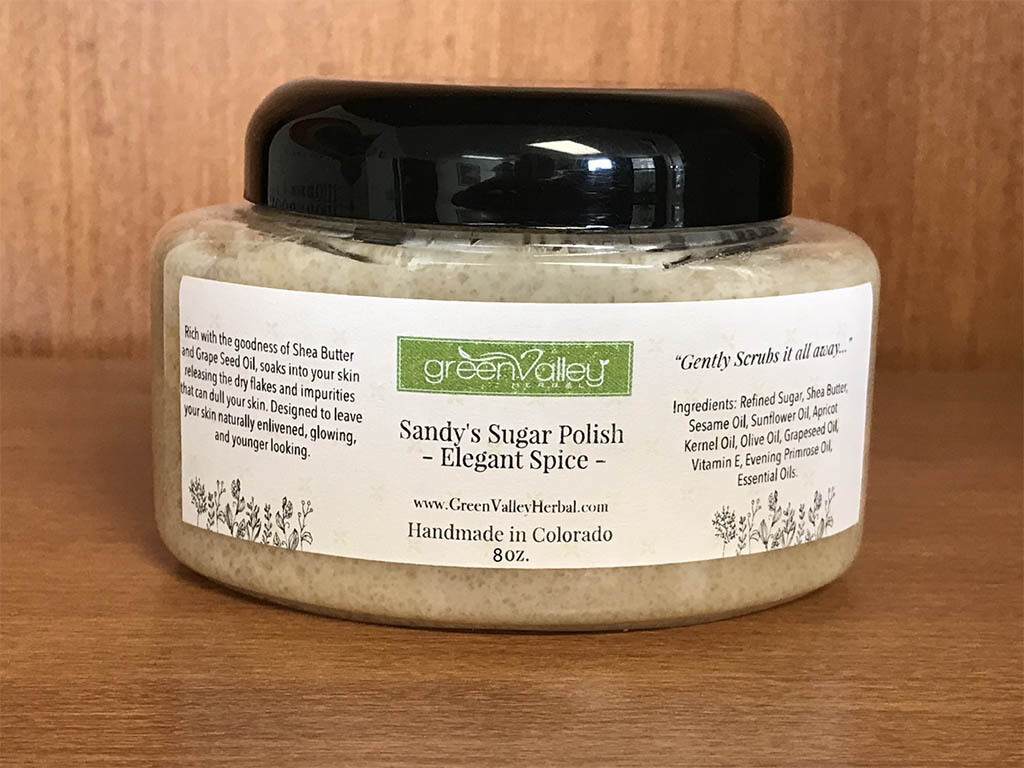 Rich with the goodness of Shea Butter
and Grape Seed Oil, soaks into your skin
releasing the dry flakes and impurities
that can dull your skin. Designed to leave
your skin naturally enlivened, glowing,
and younger looking.
greenValley
HERBAL
Sandy's Sugar Polish
- Elegant Spice -
www.GreenValleyHerbal.com
Handmade in Colorado
8oz.
“Gently Scrubs it all away...”
Ingredients: Refined Sugar, Shea Butter,
Sesame Oil, Sunflower Oil, Apricot
Kernel Oil, Olive Oil, Grapeseed Oil,
Vitamin E, Evening Primrose Oil,
Essential Oils.